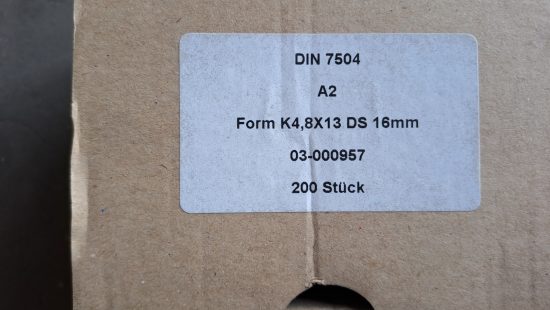 DIN 7504
A2
Form K4,8X13 DS 16mm
03-000957
200 Stück